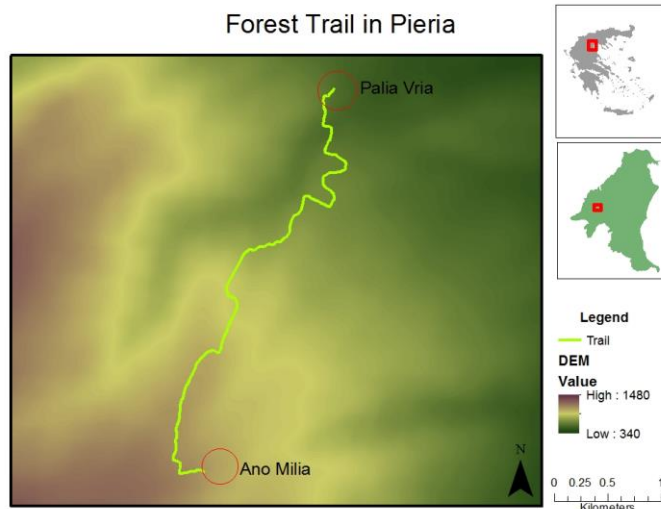 Forest Trail in Pieria
Palia Vria
Ano Milia
Legend
Trail
DEM
Value
High : 1480
Low : 340
N
0 0.25 0.5 1
Kilometers